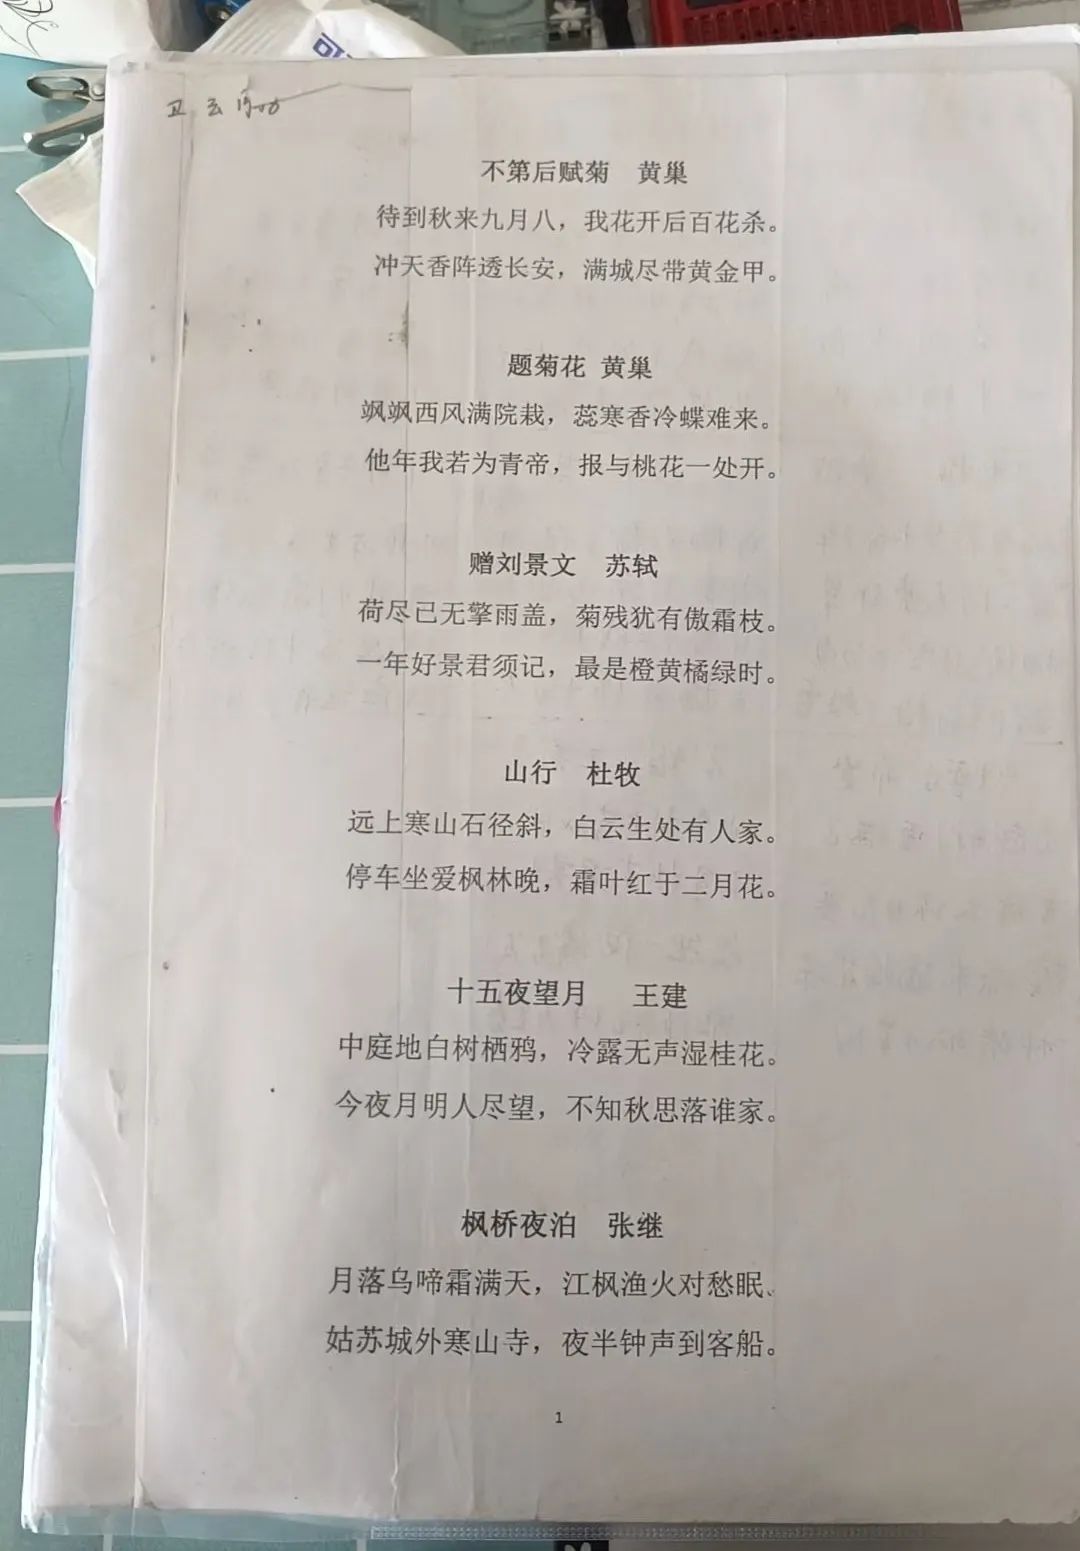 不第后赋菊 黄巢
待到秋来九月八，我花开后百花杀。
冲天香阵透长安，满城尽带黄金甲。
题菊花 黄巢
飒飒西风满院栽，蕊寒香冷蝶难来。
他年我若为青帝，报与桃花一处开。
赠刘景文 苏轼
荷尽已无擎雨盖，菊残犹有傲霜枝。
一年好景君须记，最是橙黄橘绿时。
山行 杜牧
远上寒山石径斜，白云生处有人家。
停车坐爱枫林晚，霜叶红于二月花。
十五夜望月 王建
中庭地白树栖鸦，冷露无声湿桂花。
今夜月明人尽望，不知秋思落谁家。
枫桥夜泊 张继
月落乌啼霜满天，江枫渔火对愁眠、
姑苏城外寒山寺，夜半钟声到客船。
1